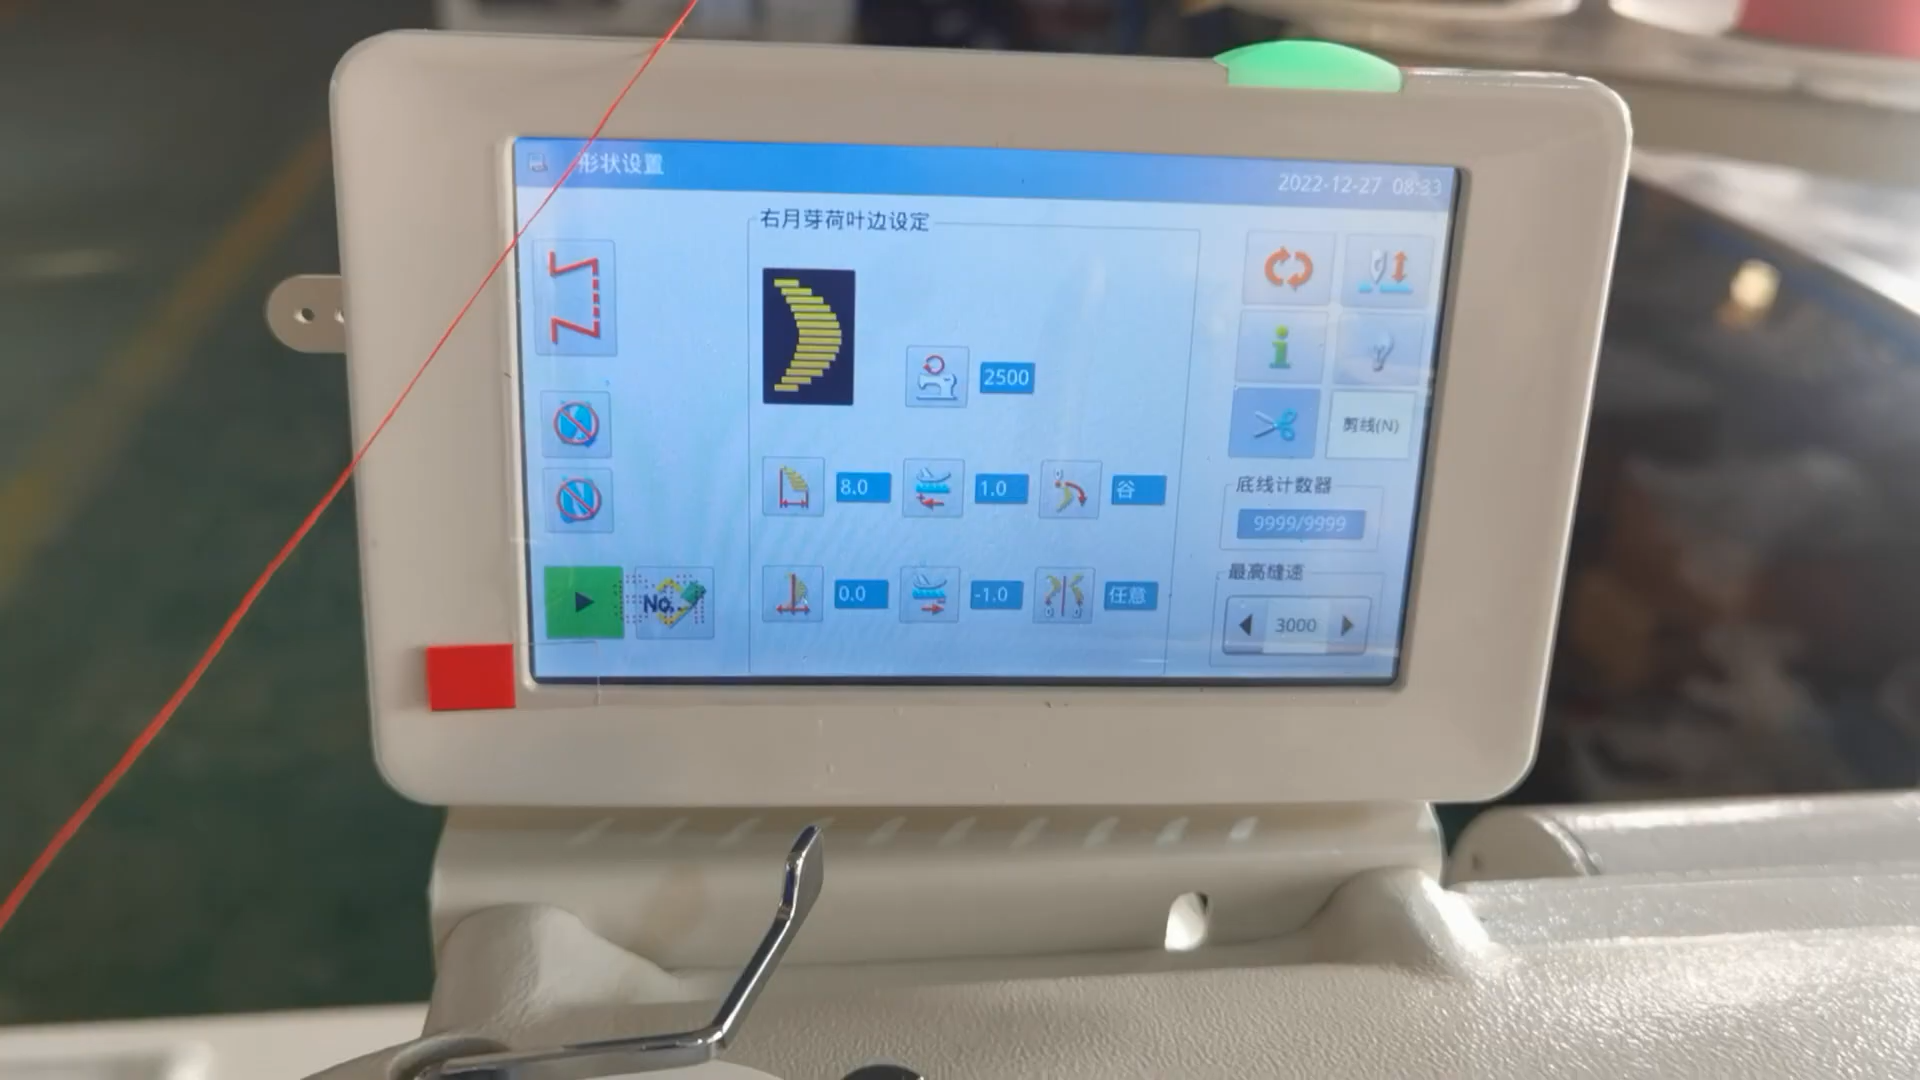 形状设置
2022-12-27 08:33
右月芽荷叶边设定
2500
剪线(N)
8.0
1.0
谷
底线计数器
9999/9999
最高缝速
No.
0.0
-1.0
任意
3000